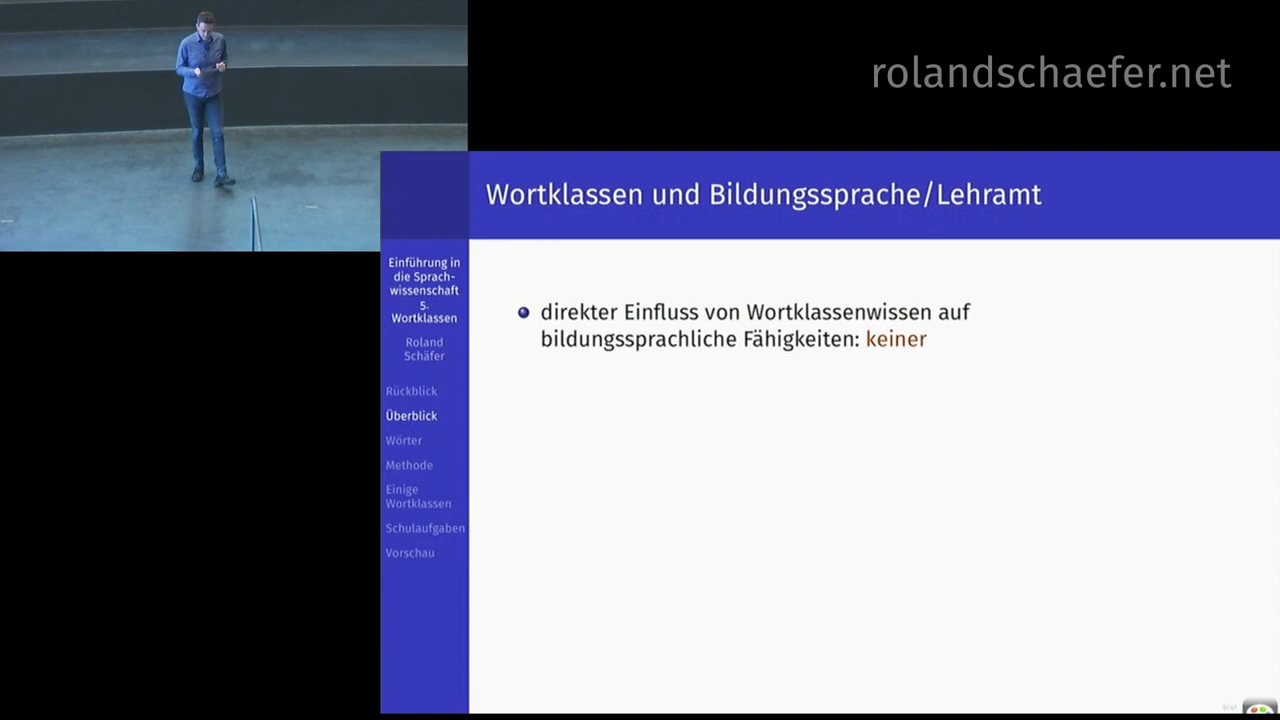 rolandschaefer.net
Wortklassen und Bildungssprache/Lehramt
Einführung in
die Sprach-
wissenschaft
5.
Wortklassen
Roland
Schäfer
Rückblick
Überblick
Wörter
Methode
Einige
Wortklassen
Schulaufgaben
Vorschau
direkter Einfluss von Wortklassenwissen auf
bildungssprachliche Fähigkeiten: keiner